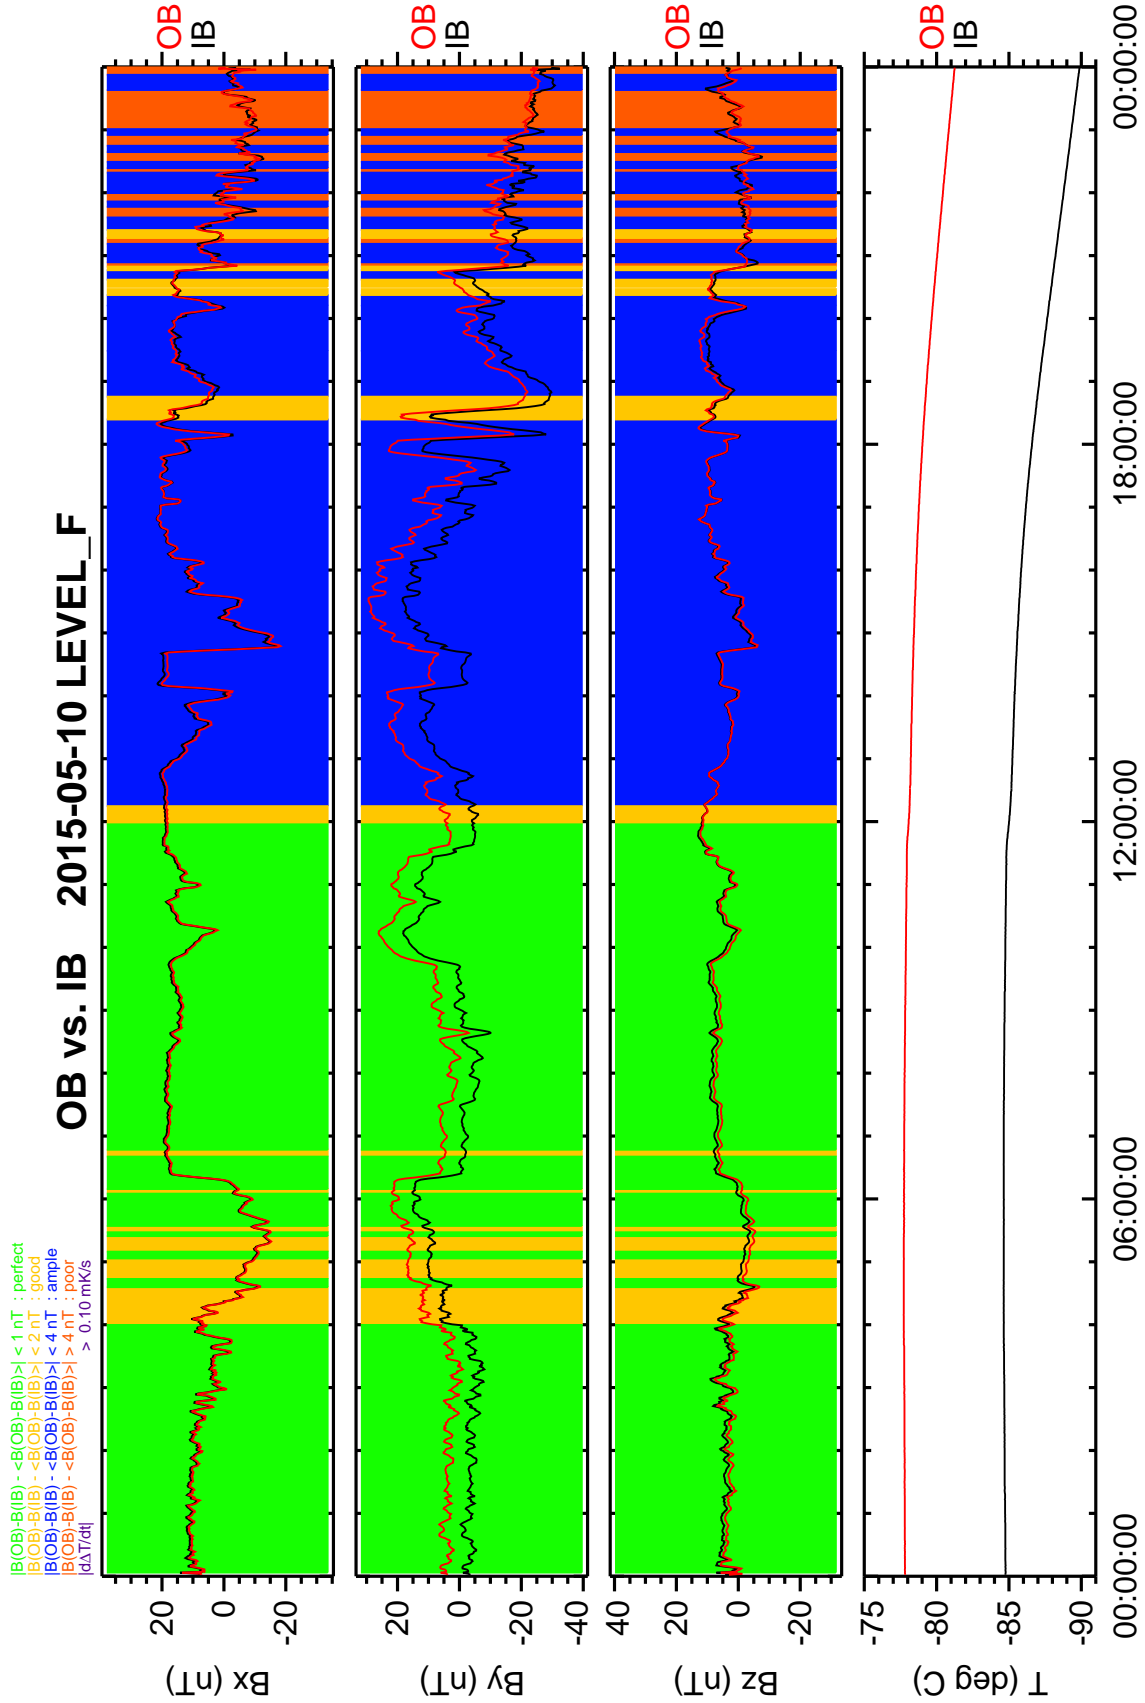 OB vs. IB 2015-05-10 LEVEL_F
|B(OB)-B(IB) - <B(OB)-B(IB)>| < 1 nT : perfect
|B(OB)-B(IB) - <B(OB)-B(IB)>| < 2 nT : good
|B(OB)-B(IB) - <B(OB)-B(IB)>| < 4 nT : ample
|B(OB)-B(IB) - <B(OB)-B(IB)>| > 4 nT : poor
|dΔT/dt| > 0.10 mK/s
Bx (nT)
20
0
-20
OB
IB
By (nT)
20
0
-20
-40
OB
IB
Bz (nT)
40
20
0
-20
OB
IB
T (deg C)
-75
-80
-85
-90
OB
IB
00:00:00
06:00:00
12:00:00
18:00:00
00:00:00